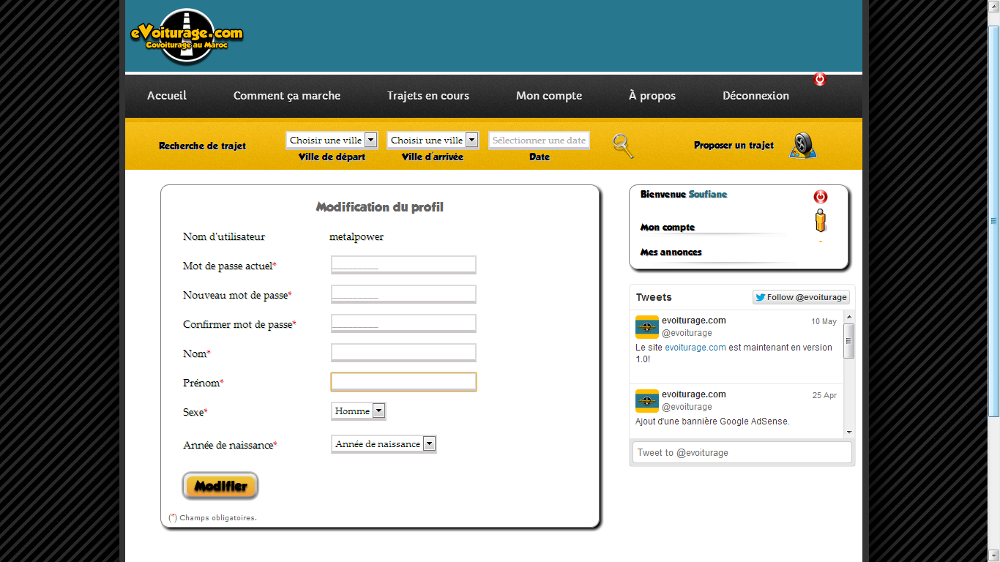 eVoiturage.com
Covoiturage au Maroc
Accueil Comment ça marche Trajets en cours Mon compte À propos Déconnexion
Recherche de trajet
Choisir une ville Choisir une ville Sélectionner une date
Ville de départ Ville d'arrivée Date
Proposer un trajet
Modification du profil
Nom d'utilisateur metalpower
Mot de passe actuel* _________
Nouveau mot de passe* _________
Confirmer mot de passe* _________
Nom*
Prénom*
Sexe* Homme
Année de naissance* Année de naissance
Modifier
(*) Champs obligatoires.
Bienvenue Soufiane
Mon compte
Mes annonces
Tweets Follow @evoiturage
evoiturage.com 10 May
@evoiturage
Le site evoiturage.com est maintenant en version
1.0!
evoiturage.com 25 Apr
@evoiturage
Ajout d'une bannière Google AdSense.
Tweet to @evoiturage